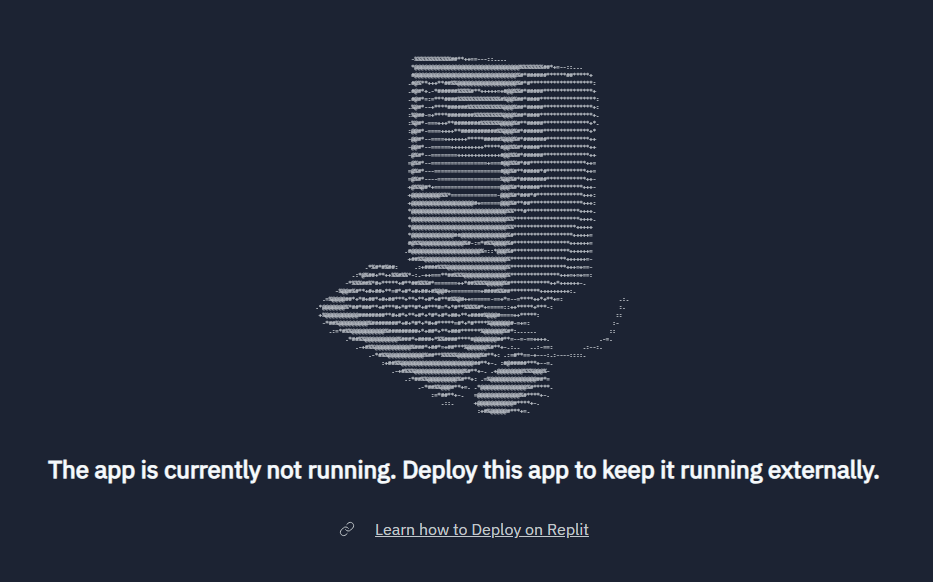 The app is currently not running. Deploy this app to keep it running externally.
Learn how to Deploy on Replit